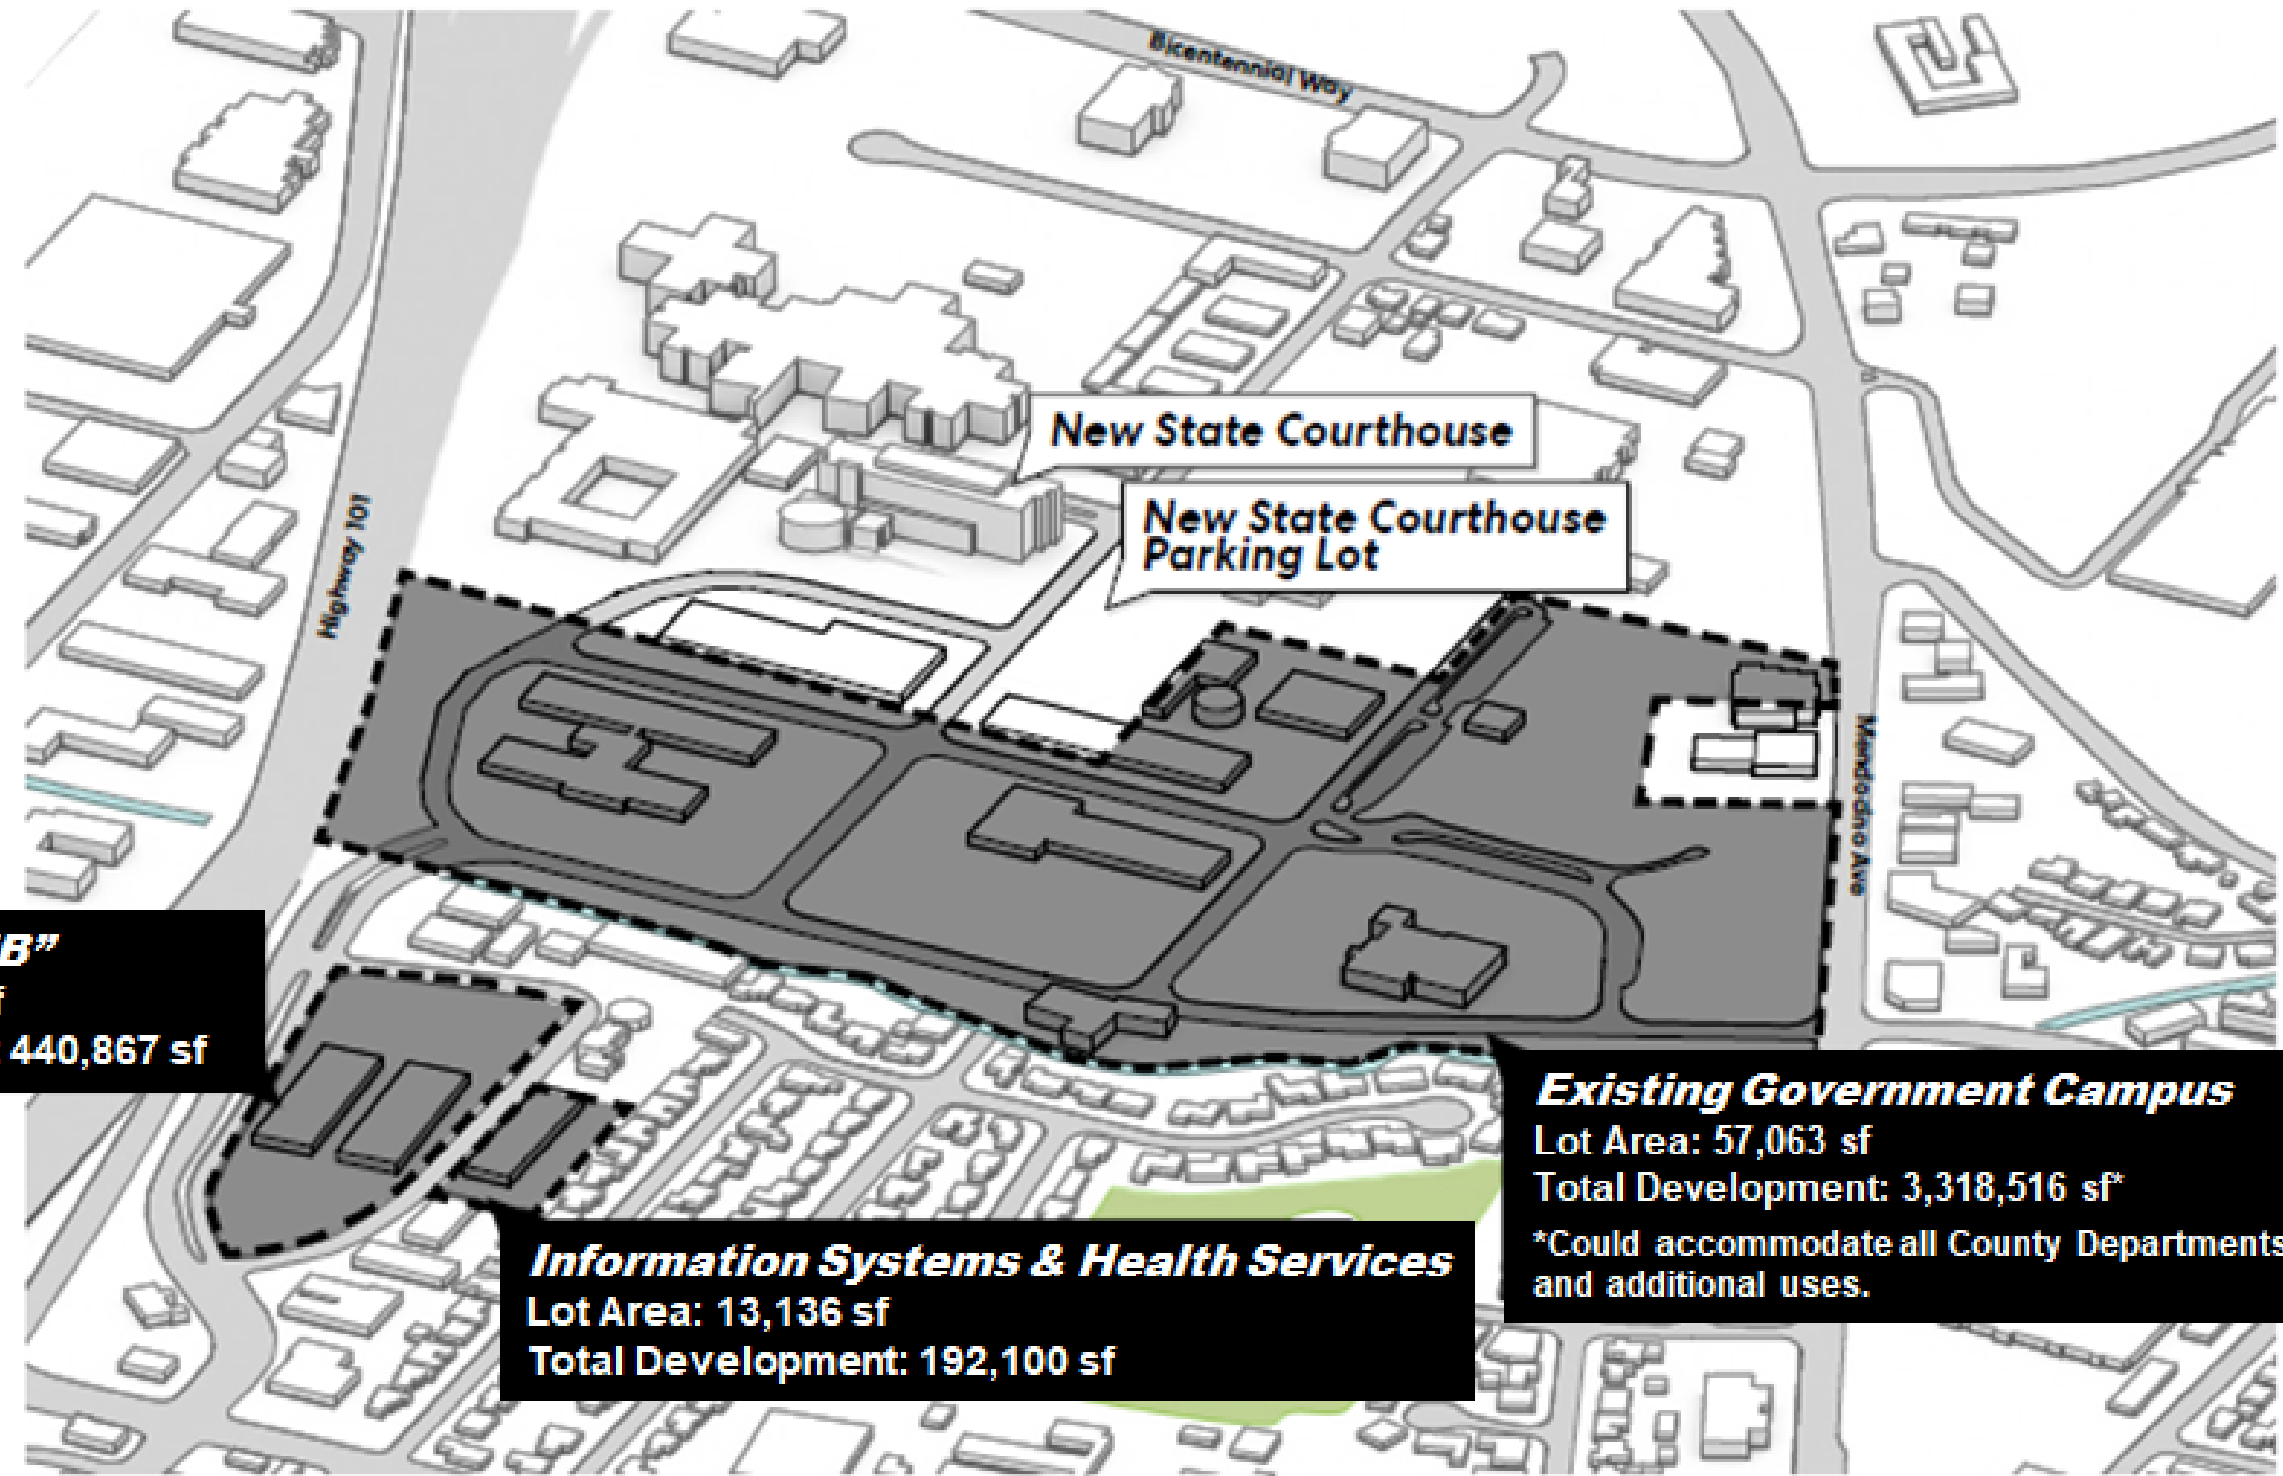 Bicentennial Way
New State Courthouse
New State Courthouse
Parking Lot
Highway 101
Mendocino Ave
B”
f
440,867 sf
Existing Government Campus
Lot Area: 57,063 sf
Total Development: 3,318,516 sf*
*Could accommodate all County Departments
and additional uses.
Information Systems & Health Services
Lot Area: 13,136 sf
Total Development: 192,100 sf